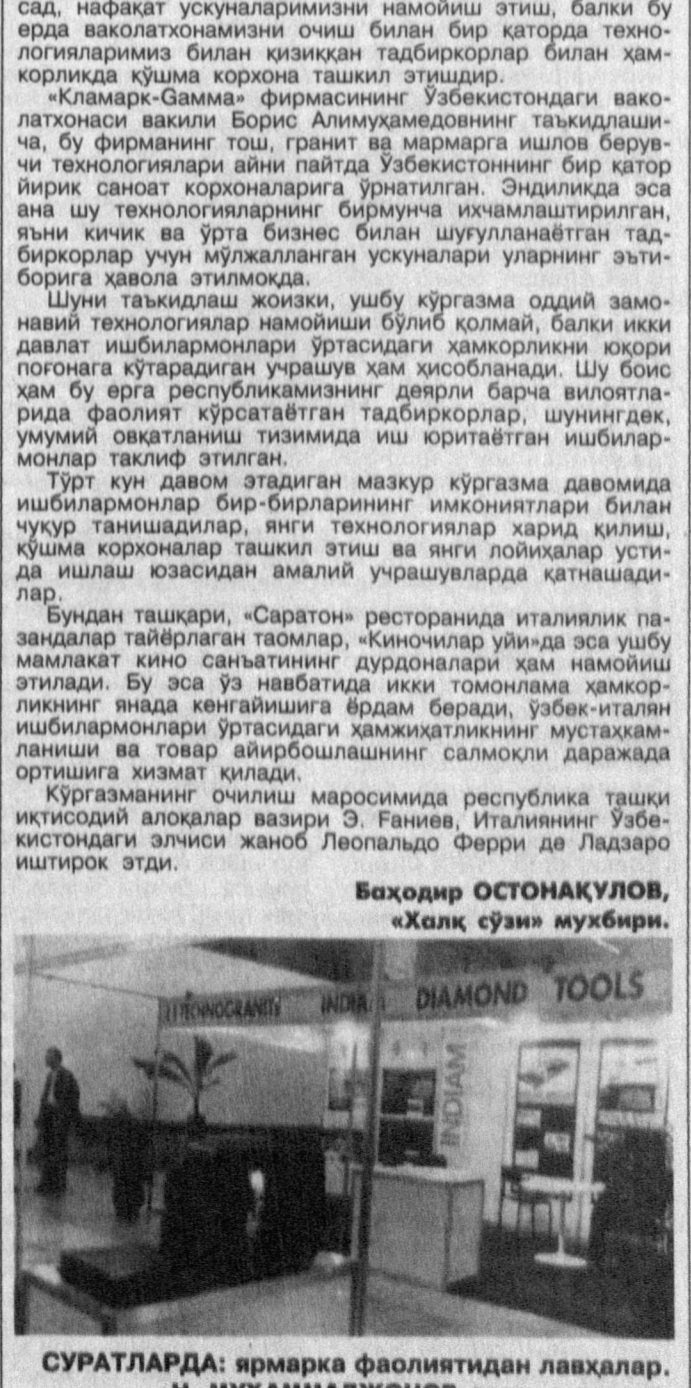 сад, нафақат ускуналаримизни намойиш этиш, балки бу
ерда ваколатхонамизни очиш билан бир қаторда техно-
логияларимиз билан қизиққан тадбиркорлар билан ҳам-
корликда қўшма корхона ташкил этишдир.
«Кламарк-Gамма» фирмасининг Ўзбекистондаги вако-
латхонаси вакили Борис Алимуҳамедовнинг таъкидлаши-
ча, бу фирманинг тош, гранит ва мармарга ишлов берув-
чи технологиялари айни пайтда Ўзбекистоннинг бир қатор
йирик саноат корхоналарига ўрнатилган. Эндиликда эса
ана шу технологияларнинг бирмунча ихчамлаштирилган,
яъни кичик ва ўрта бизнес билан шуғулланаётган тад-
биркорлар учун мўлжалланган ускуналари уларнинг эъти-
борига ҳавола этилмоқда.
Шуни таъкидлаш жоизки, ушбу кўргазма оддий замо-
навий технологиялар намойиши бўлиб қолмай, балки икки
давлат ишбилармонлари ўртасидаги ҳамкорликни юқори
поғонага кўтарадиган учрашув ҳам ҳисобланади. Шу боис
ҳам бу ерга республикамизнинг деярли барча вилоятла-
рида фаолият кўрсатаётган тадбиркорлар, шунингдек,
умумий овқатланиш тизимида иш юритаётган ишбилар-
монлар таклиф этилган.
Тўрт кун давом этадиган мазкур кўргазма давомида
ишбилармонлар бир-бирларининг имкониятлари билан
чуқур танишадилар, янги технологиялар харид қилиш,
қўшма корхоналар ташкил этиш ва янги лойиҳалар усти-
да ишлаш юзасидан амалий учрашувларда қатнашади-
лар.
Бундан ташқари, «Саратон» ресторанида италиялик па-
зандалар тайёрлаган таомлар, «Киночилар уйи»да эса ушбу
мамлакат кино санъатининг дурдоналари ҳам намойиш
этилади. Бу эса ўз навбатида икки томонлама ҳамкор-
ликнинг янада кенгайишига ёрдам беради, ўзбек-италян
ишбилармонлари ўртасидаги ҳамжиҳатликнинг мустаҳкам-
ланиши ва товар айирбошлашнинг салмоқли даражада
ортишига хизмат қилади.
Кўргазманинг очилиш маросимида республика ташқи
иқтисодий алоқалар вазири Э. Ғаниев, Италиянинг Ўзбе-
кистондаги элчиси жаноб Леопальдо Ферри де Ладзаро
иштирок этди.
Баҳодир ОСТОНАҚУЛОВ,
«Халқ сўзи» мухбири.
DIAMOND TOOLS
INDIAM
СУРАТЛАРДА: ярмарка фаолиятидан лавҳалар.